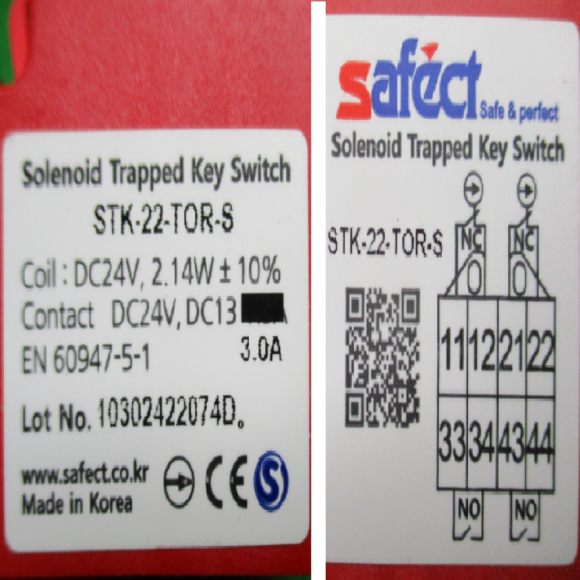 Solenoid Trapped Key Switch
STK-22-TOR-S
Coil : DC24V, 2.14W ± 10%
Contact DC24V, DC13
EN 60947-5-1 3.0A
Lot No. 10302422074D。
www.safect.co.kr
Made in Korea
CE
S
safect
Safe & perfect
Solenoid Trapped Key Switch
STK-22-TOR-S
NC NC
11 12 21 22
33 34 43 44
NO NO